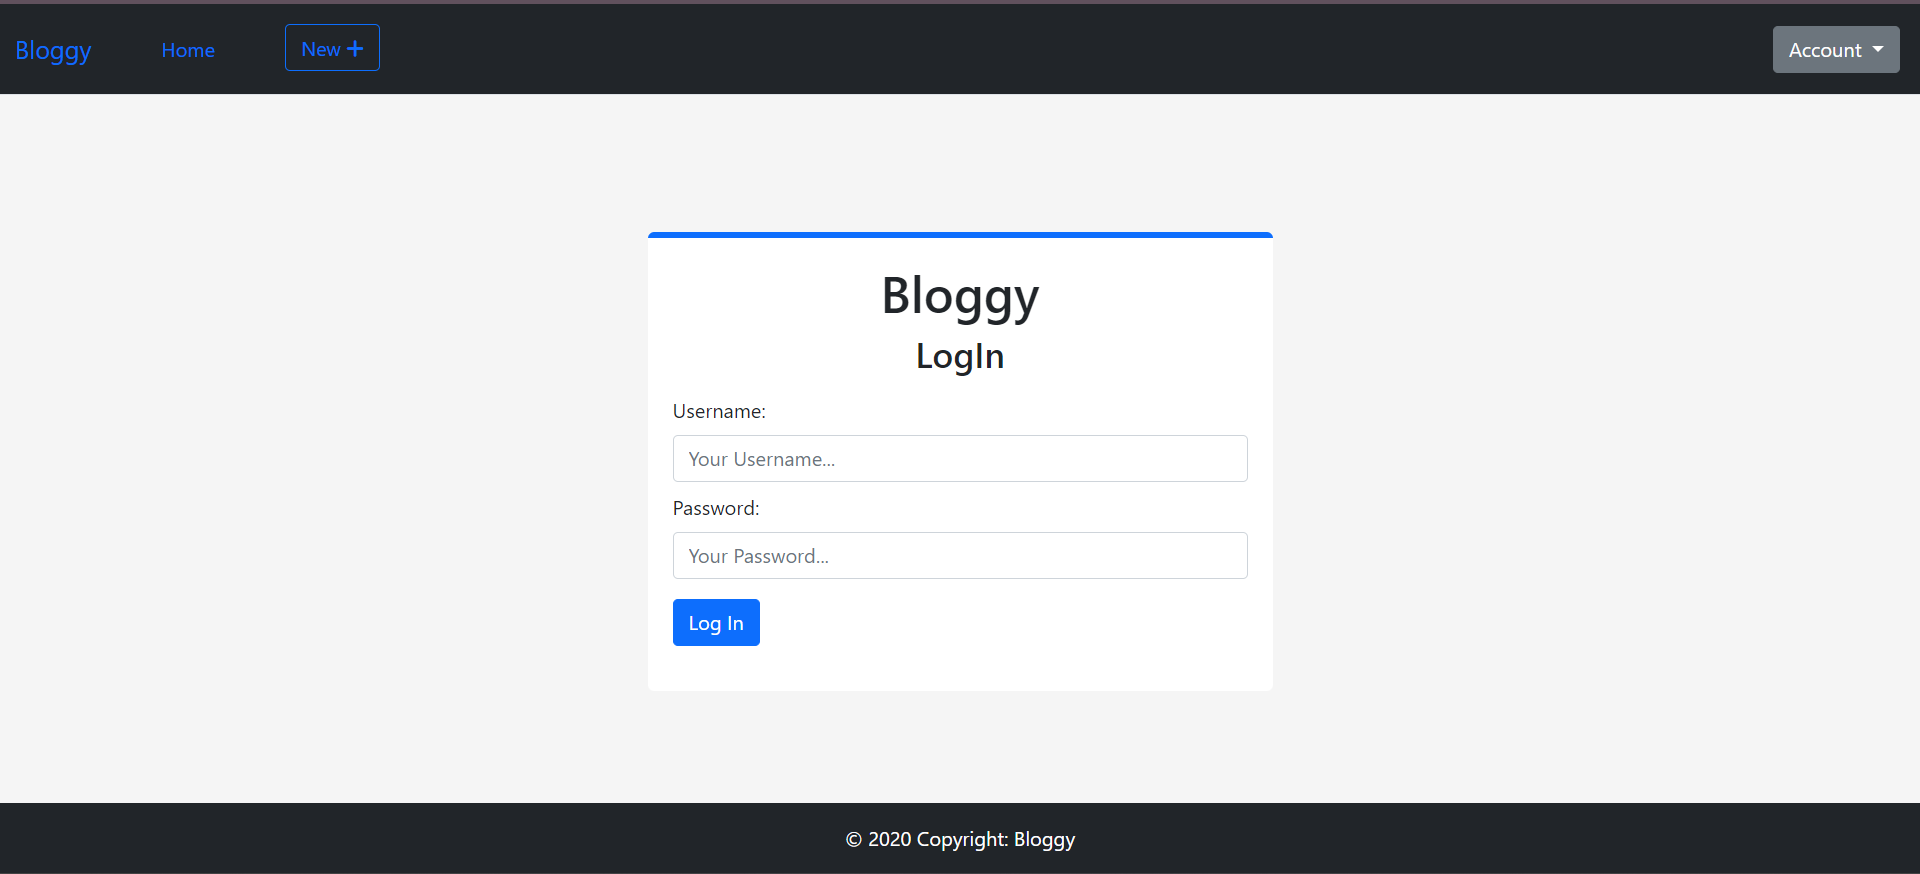 Bloggy Home New + Account
Bloggy
LogIn
Username:
Your Username...
Password:
Your Password...
Log In
© 2020 Copyright: Bloggy